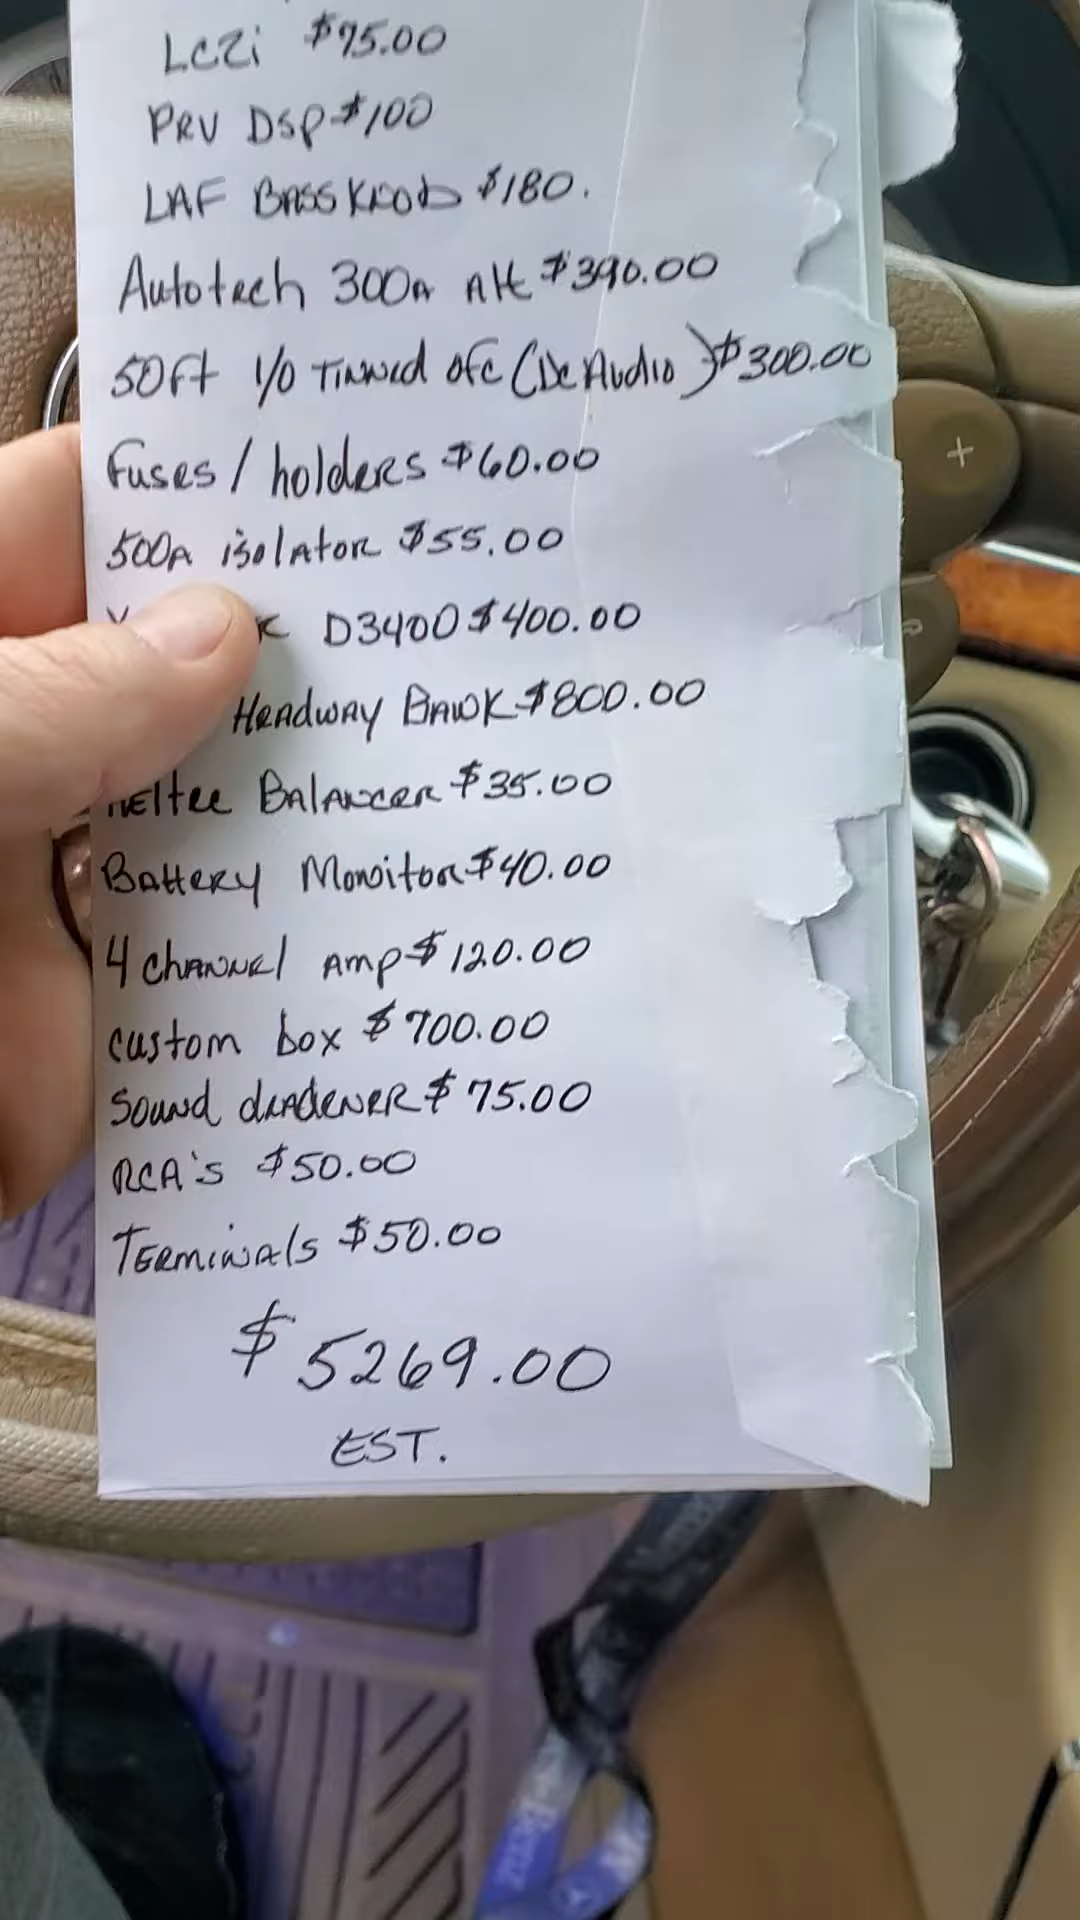 LC2i $95.00
PRV DSP $100
LAF BASS KNOB $180.
Autotech 300A Alt $390.00
50ft 1/0 Tinned ofc (Dc Audio) $300.00
Fuses / holders $60.00
500A isolator $55.00
D3400 $400.00
Headway Bank $800.00
Heltec Balancer $35.00
Battery Monitor $40.00
4 channel Amp $120.00
custom box $700.00
Sound deadener $75.00
RCA's $50.00
Terminals $50.00
$5269.00
EST.
+